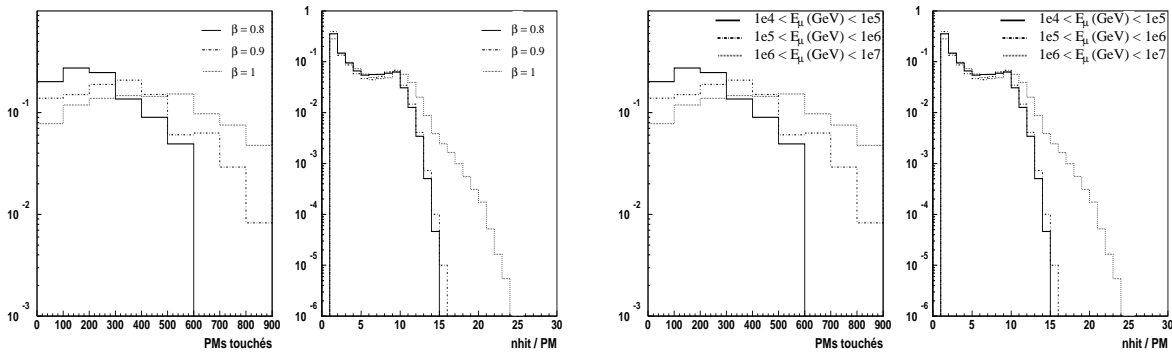 β = 0.8
β = 0.9
β = 1
10⁻¹
10⁻²
10⁻³
0 100 200 300 400 500 600 700 800 900
PMs touchés
β = 0.8
β = 0.9
β = 1
1
10⁻¹
10⁻²
10⁻³
10⁻⁴
10⁻⁵
10⁻⁶
0 5 10 15 20 25 30
nhit / PM
1e4 < Eμ (GeV) < 1e5
1e5 < Eμ (GeV) < 1e6
1e6 < Eμ (GeV) < 1e7
10⁻¹
10⁻²
10⁻³
0 100 200 300 400 500 600 700 800 900
PMs touchés
1e4 < Eμ (GeV) < 1e5
1e5 < Eμ (GeV) < 1e6
1e6 < Eμ (GeV) < 1e7
1
10⁻¹
10⁻²
10⁻³
10⁻⁴
10⁻⁵
10⁻⁶
0 5 10 15 20 25 30
nhit / PM